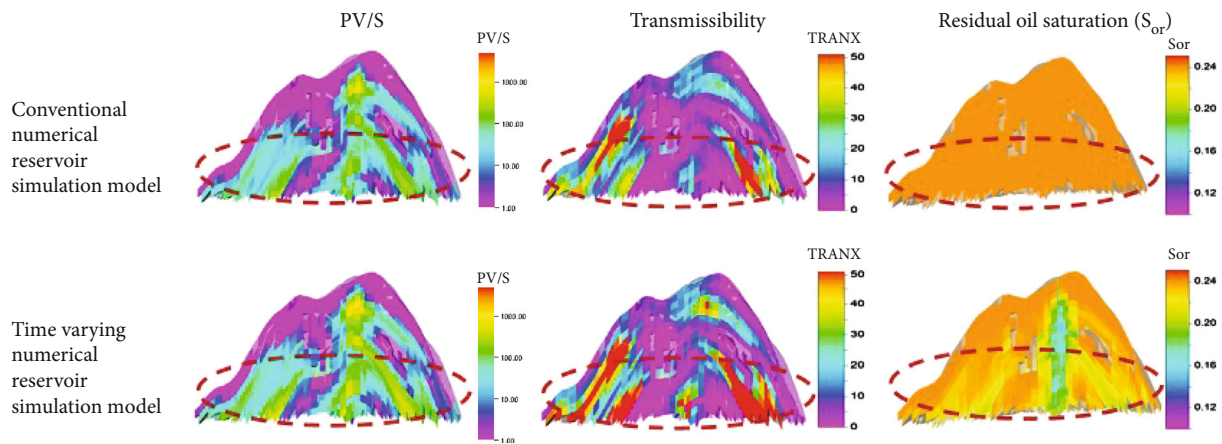 PV/S
Transmissibility
Residual oil saturation (Sor)
Conventional
numerical
reservoir
simulation model
PV/S
1000.00
100.00
10.00
1.00
TRANX
50
40
30
20
10
0
Sor
0.24
0.20
0.16
0.12
Time varying
numerical
reservoir
simulation model
PV/S
1000.00
100.00
10.00
1.00
TRANX
50
40
30
20
10
0
Sor
0.24
0.20
0.16
0.12